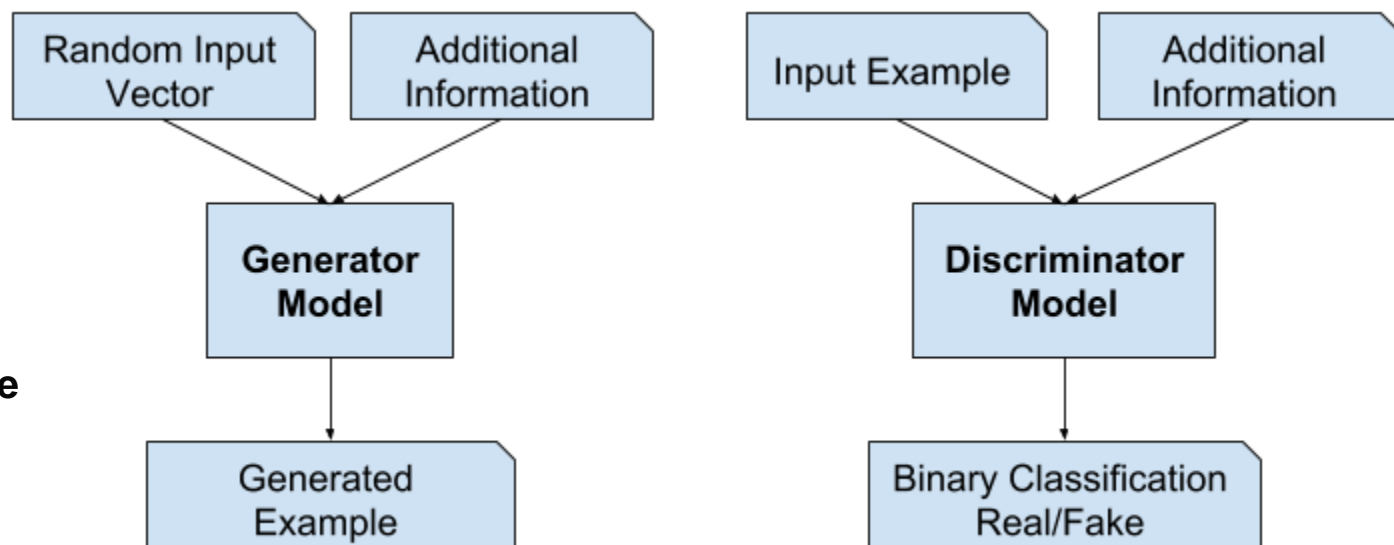 Random Input
Vector
Additional
Information
Input Example
Additional
Information
Generator
Model
Discriminator
Model
e
Generated
Example
Binary Classification
Real/Fake